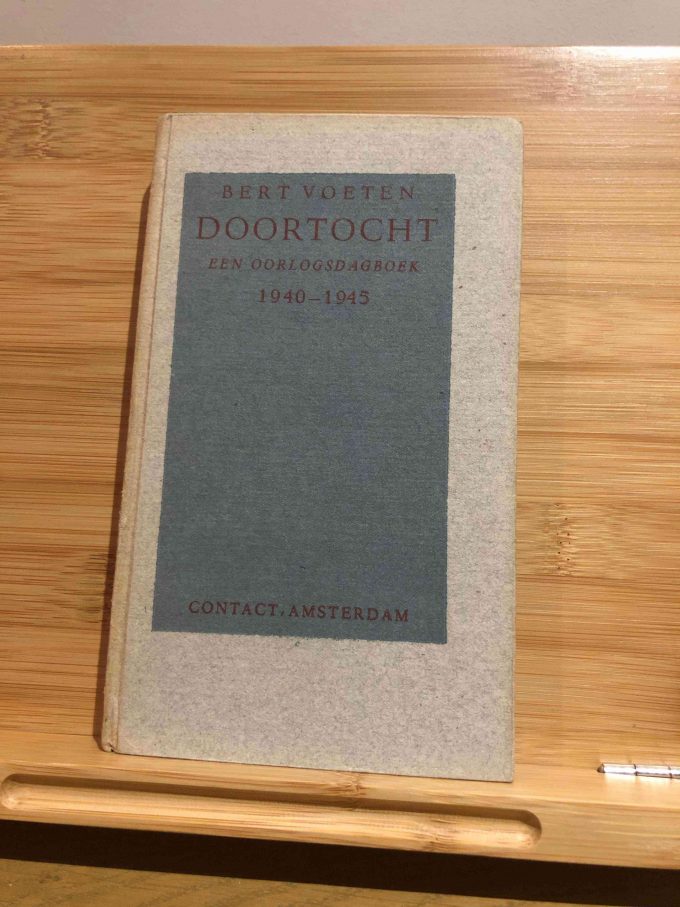 BERT VOETEN
DOORTOCHT
EEN OORLOGSDAGBOEK
1940–1945
CONTACT, AMSTERDAM